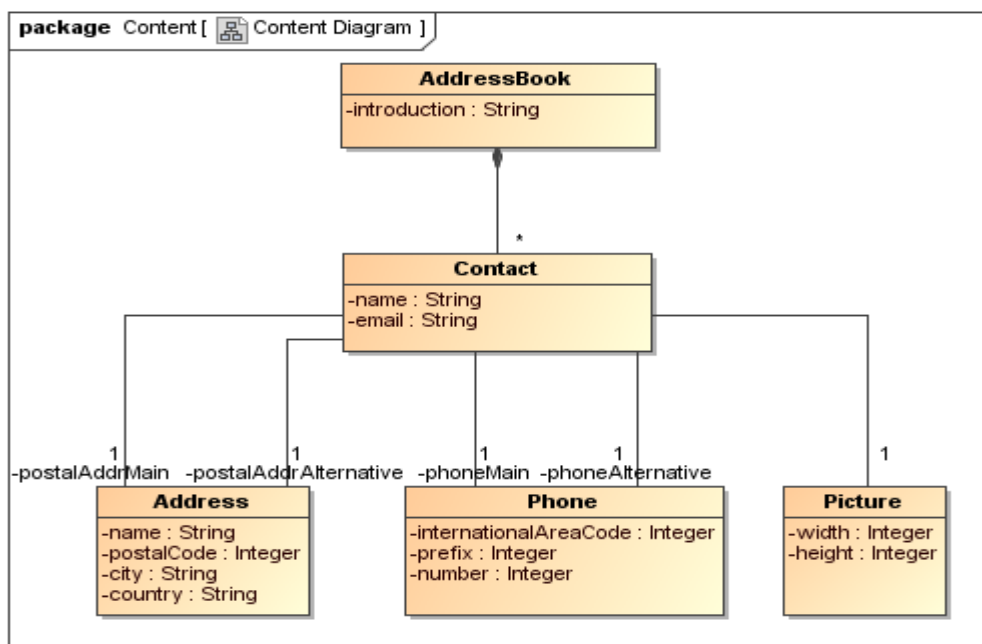 package Content [ Content Diagram ]
AddressBook
-introduction : String
*
Contact
-name : String
-email : String
1
-postalAddrMain
1
-postalAddrAlternative
1
-phoneMain
1
-phoneAlternative
1
Address
-name : String
-postalCode : Integer
-city : String
-country : String
Phone
-internationalAreaCode : Integer
-prefix : Integer
-number : Integer
Picture
-width : Integer
-height : Integer